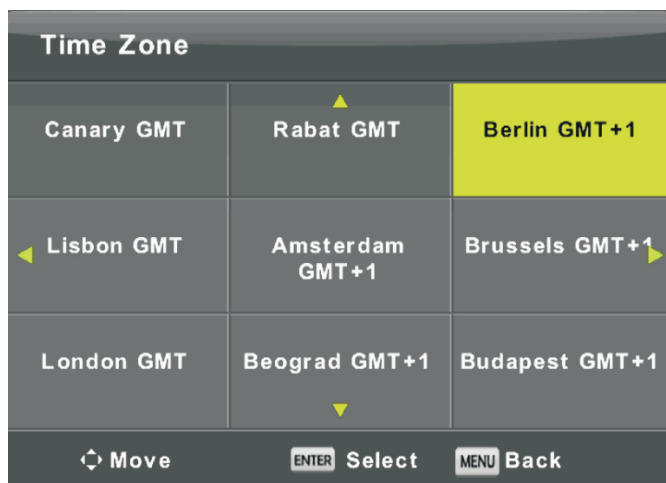 Time Zone
Canary GMT
Rabat GMT
Berlin GMT+1
Lisbon GMT
Amsterdam
GMT+1
Brussels GMT+1
London GMT
Beograd GMT+1
Budapest GMT+1
Move
ENTER Select
MENU Back